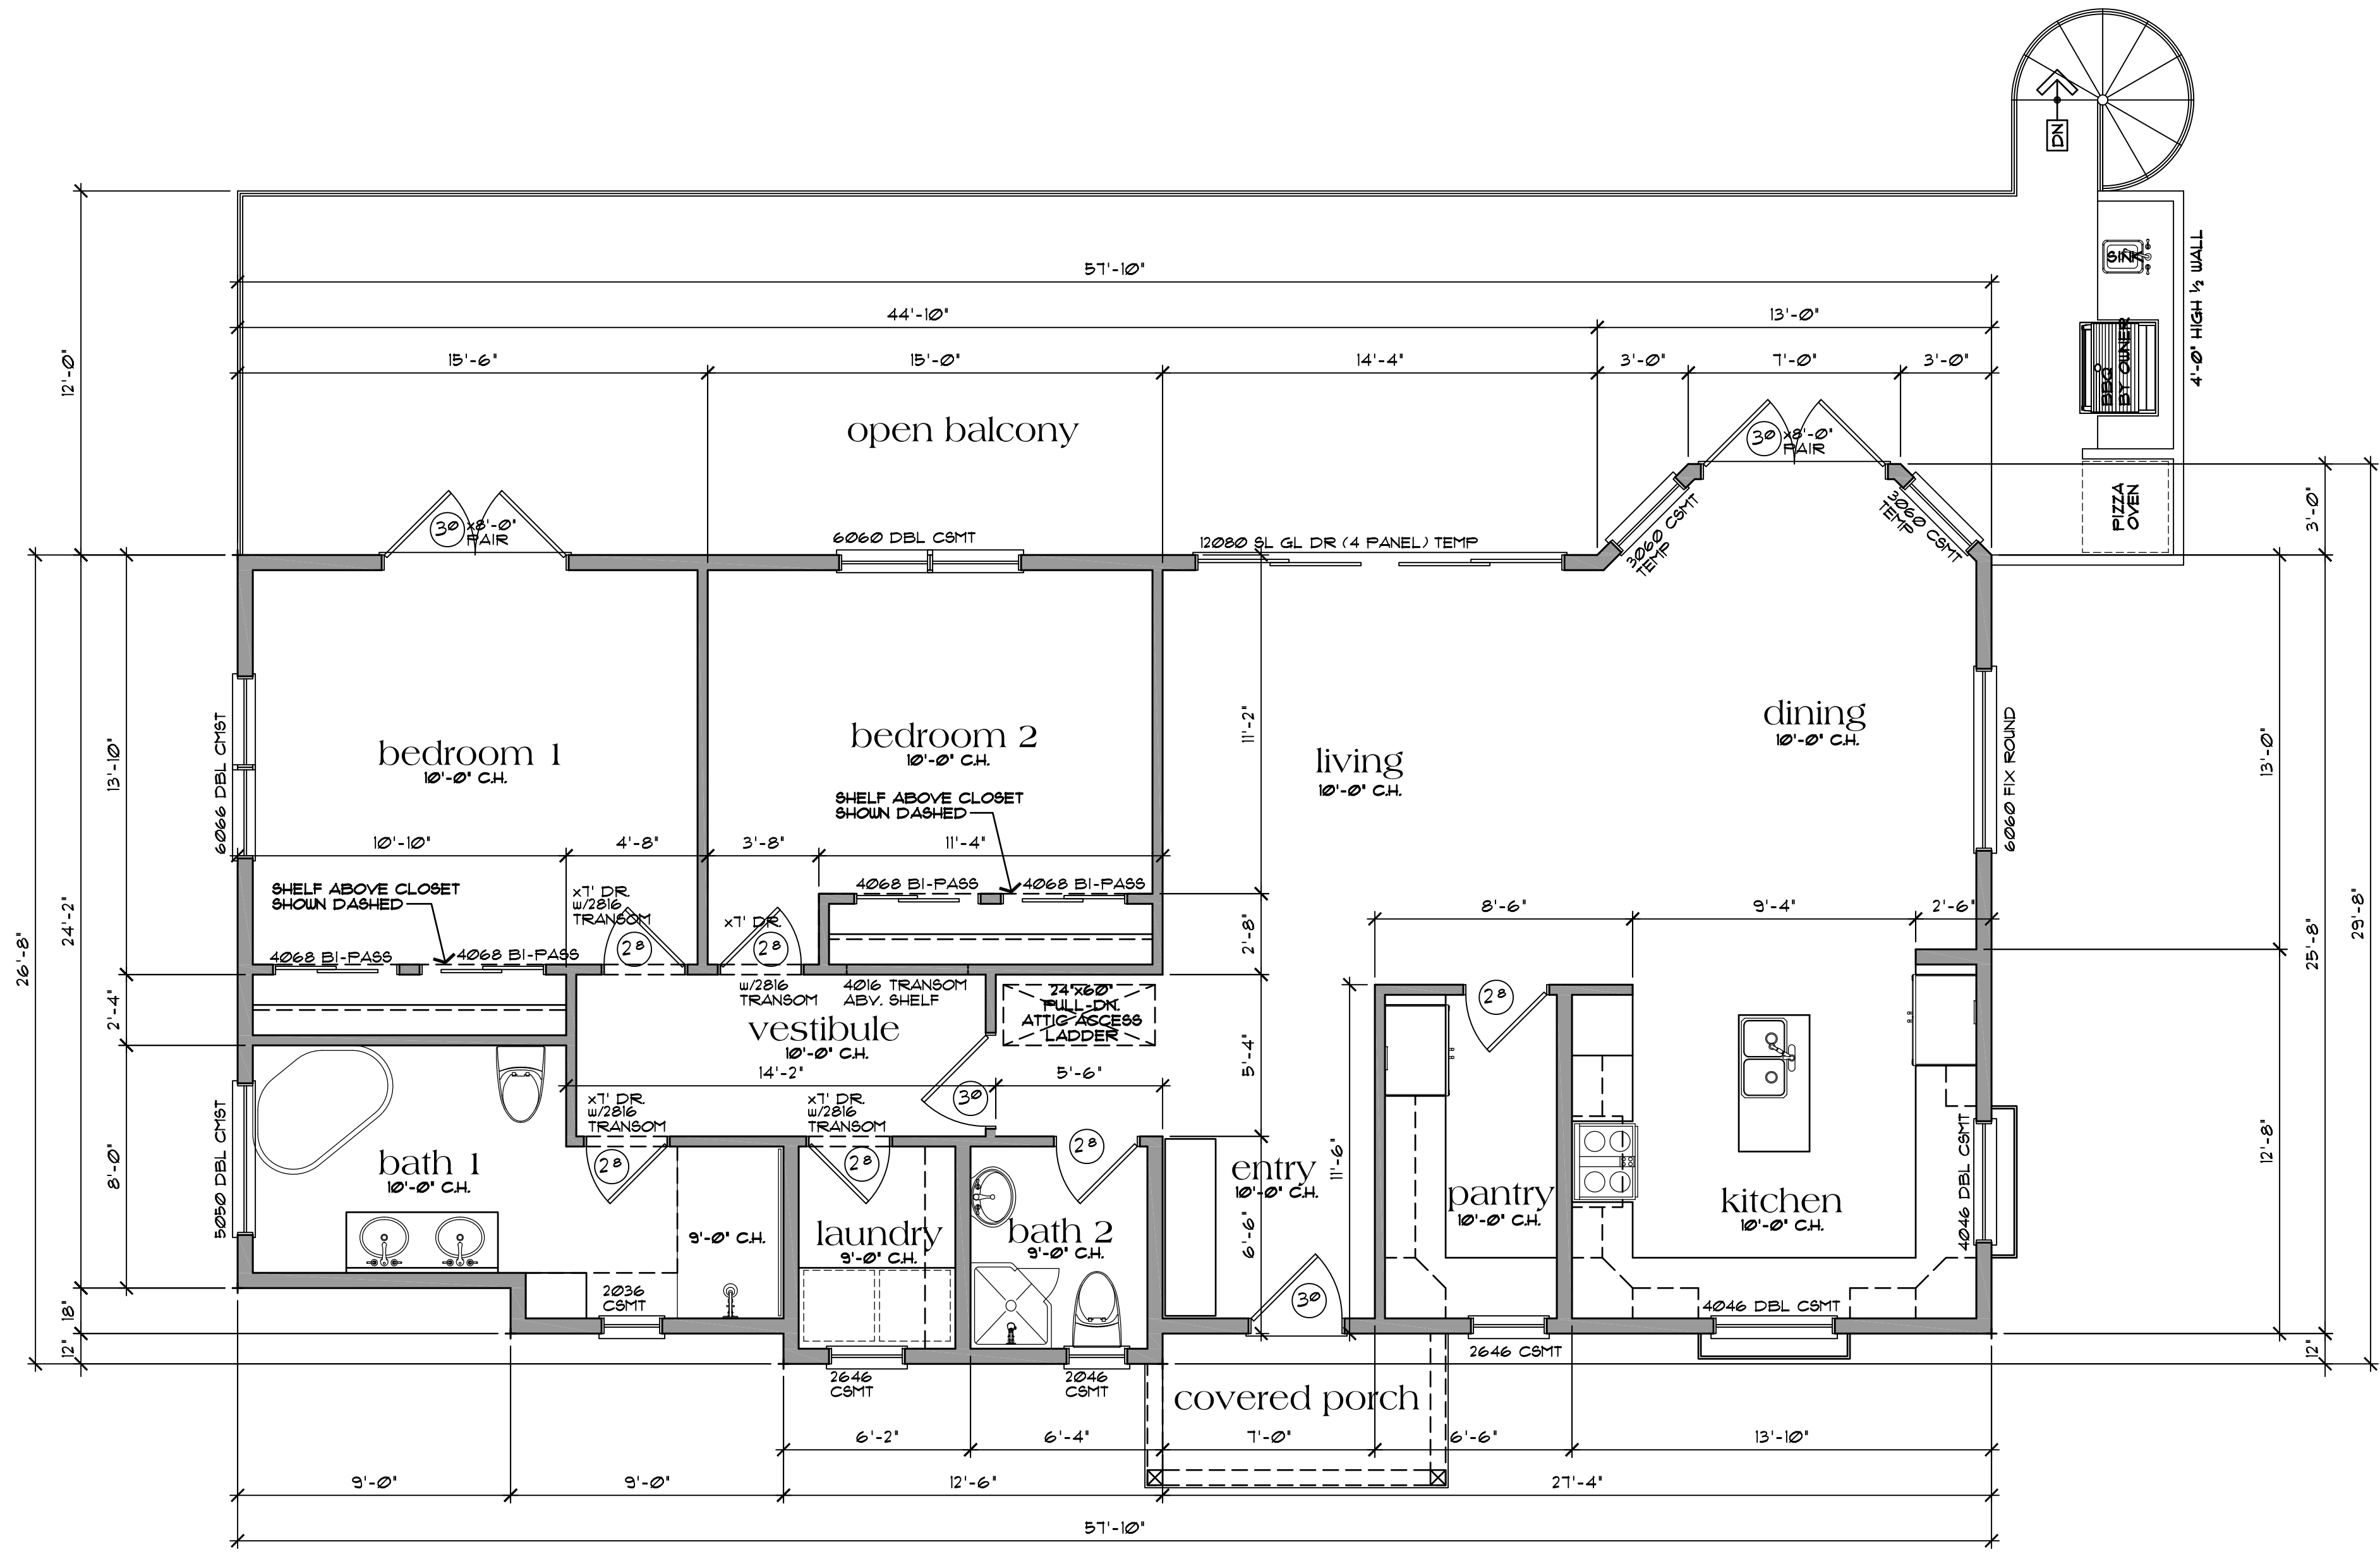 DN
57'-10"
SINK
4'-0" HIGH ½ WALL
44'-10"
13'-0"
BBQ
BY OWNER
15'-6"
15'-0"
14'-4"
3'-0"
7'-0"
3'-0"
12'-0"
open balcony
30
x8'-0"
PAIR
PIZZA
OVEN
3'-0"
30
x8'-0"
PAIR
6060 DBL CSMT
12080 SL GL DR (4 PANEL) TEMP
3060 CSMT
TEMP
3060 CSMT
TEMP
6066 DBL CMST
13'-10"
bedroom 1
10'-0" C.H.
bedroom 2
10'-0" C.H.
11'-2"
living
10'-0" C.H.
dining
10'-0" C.H.
6060 FIX ROUND
13'-0"
SHELF ABOVE CLOSET
SHOWN DASHED
10'-10"
4'-8"
3'-8"
11'-4"
SHELF ABOVE CLOSET
SHOWN DASHED
x7' DR.
w/2816
TRANSOM
4068 BI-PASS
4068 BI-PASS
28
x7' DR.
28
w/2816
TRANSOM
4068 BI-PASS
4068 BI-PASS
4016 TRANSOM
ABV. SHELF
2'-8"
8'-6"
9'-4"
2'-6"
24'-2"
26'-8"
25'-8"
29'-8"
2'-4"
vestibule
10'-0" C.H.
24"x60"
PULL-DN.
ATTIC ACCESS
LADDER
28
5'-4"
14'-2"
5'-6"
x7' DR.
w/2816
TRANSOM
x7' DR.
w/2816
TRANSOM
30
5050 DBL CMST
8'-0"
bath 1
10'-0" C.H.
28
28
28
entry
10'-0" C.H.
11'-6"
6'-6"
pantry
10'-0" C.H.
kitchen
10'-0" C.H.
4046 DBL CSMT
12'-8"
9'-0" C.H.
laundry
9'-0" C.H.
bath 2
9'-0" C.H.
2036
CSMT
30
4046 DBL CSMT
18"
12"
2646 CSMT
12"
2646
CSMT
2046
CSMT
covered porch
6'-2"
6'-4"
7'-0"
6'-6"
13'-10"
9'-0"
9'-0"
12'-6"
27'-4"
57'-10"